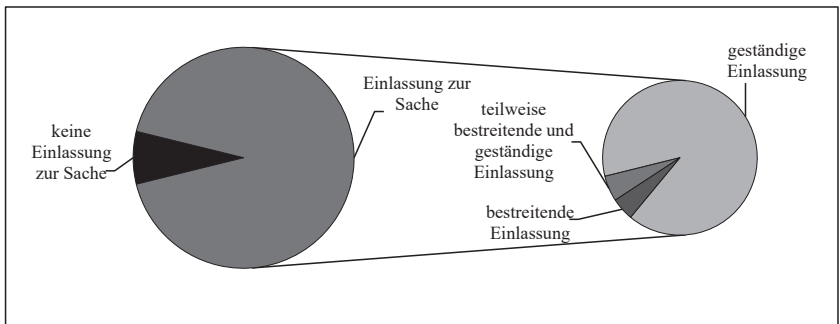 keine
Einlassung
zur Sache
Einlassung zur
Sache
teilweise
bestreitende und
geständige
Einlassung
bestreitende
Einlassung
geständige
Einlassung